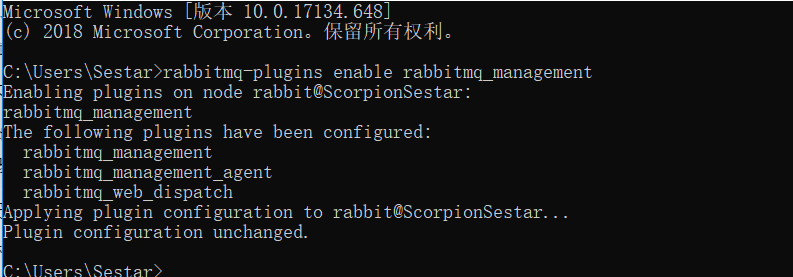 Microsoft Windows [版本 10.0.17134.648]
(c) 2018 Microsoft Corporation。保留所有权利。
C:\Users\Sestar>rabbitmq-plugins enable rabbitmq_management
Enabling plugins on node rabbit@ScorpionSestar:
rabbitmq_management
The following plugins have been configured:
  rabbitmq_management
  rabbitmq_management_agent
  rabbitmq_web_dispatch
Applying plugin configuration to rabbit@ScorpionSestar...
Plugin configuration unchanged.
C:\Users\Sestar>